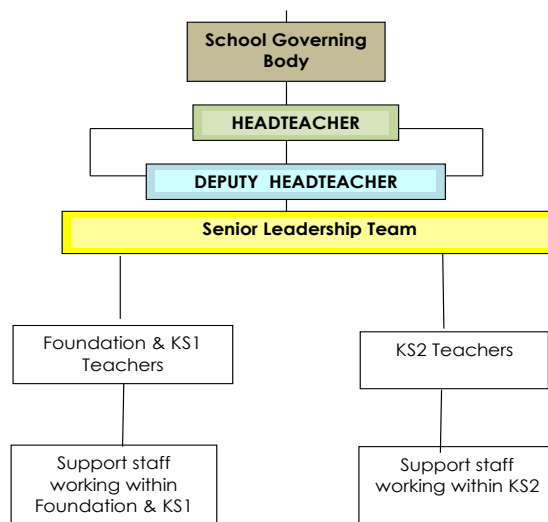 School Governing
Body
HEADTEACHER
DEPUTY HEADTEACHER
Senior Leadership Team
Foundation & KS1
Teachers
KS2 Teachers
Support staff
working within
Foundation & KS1
Support staff
working within KS2